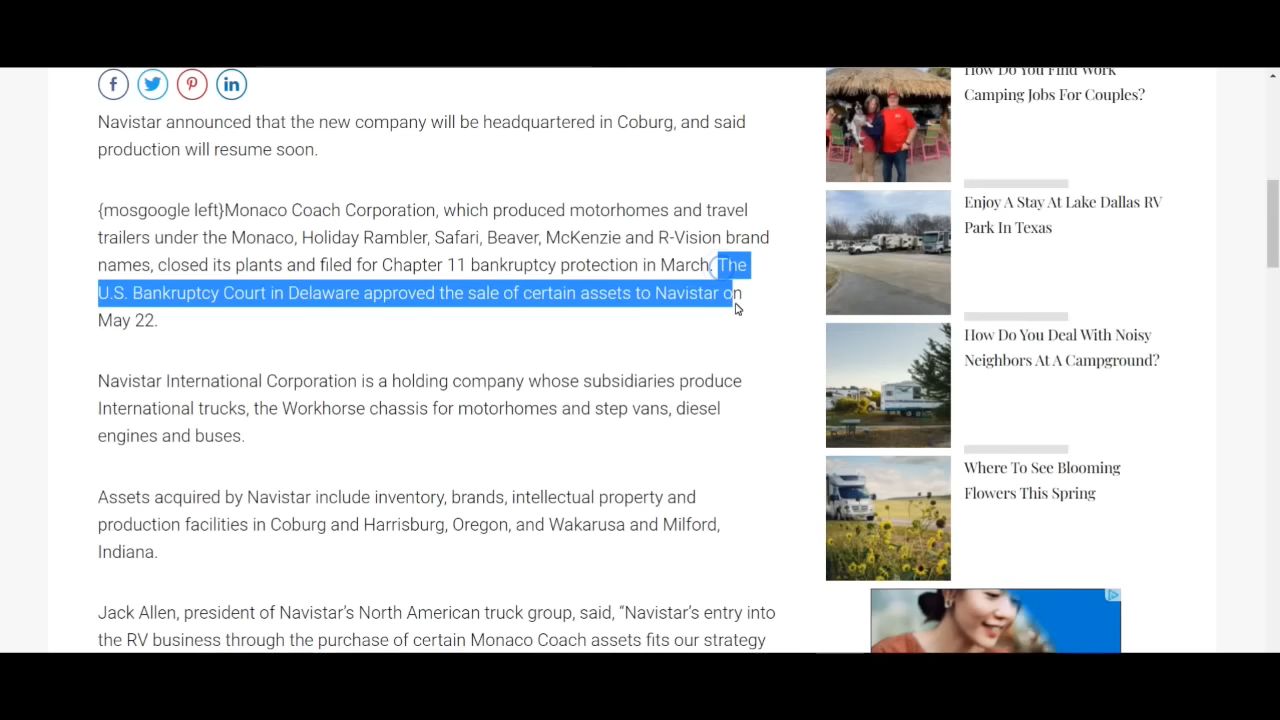 f
in
Navistar announced that the new company will be headquartered in Coburg, and said
production will resume soon.
{mosgoogle left}Monaco Coach Corporation, which produced motorhomes and travel
trailers under the Monaco, Holiday Rambler, Safari, Beaver, McKenzie and R-Vision brand
names, closed its plants and filed for Chapter 11 bankruptcy protection in March. The
U.S. Bankruptcy Court in Delaware approved the sale of certain assets to Navistar on
May 22.
Navistar International Corporation is a holding company whose subsidiaries produce
International trucks, the Workhorse chassis for motorhomes and step vans, diesel
engines and buses.
Assets acquired by Navistar include inventory, brands, intellectual property and
production facilities in Coburg and Harrisburg, Oregon, and Wakarusa and Milford,
Indiana.
Jack Allen, president of Navistar’s North American truck group, said, “Navistar’s entry into
the RV business through the purchase of certain Monaco Coach assets fits our strategy
How Do You Find Work
Camping Jobs For Couples?
Enjoy A Stay At Lake Dallas RV
Park In Texas
How Do You Deal With Noisy
Neighbors At A Campground?
Where To See Blooming
Flowers This Spring